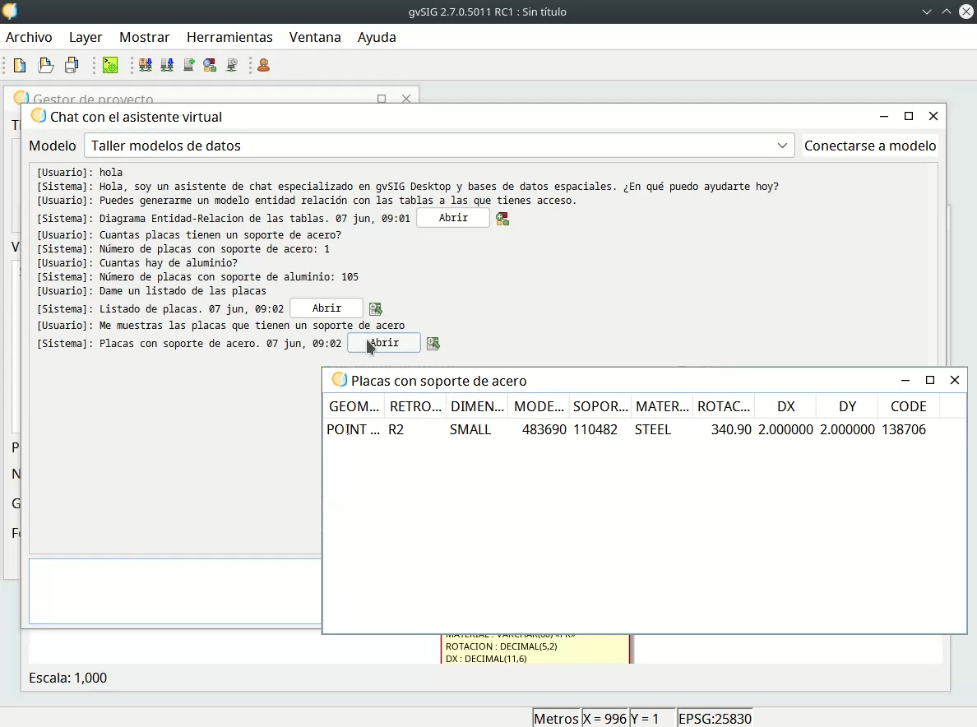 gvSIG 2.7.0.5011 RC1 : Sin título
Archivo Layer Mostrar Herramientas Ventana Ayuda
Gestor de proyecto
Chat con el asistente virtual
Modelo Taller modelos de datos Conectarse a modelo
[Usuario]: hola
[Sistema]: Hola, soy un asistente de chat especializado en gvSIG Desktop y bases de datos espaciales. ¿En qué puedo ayudarte hoy?
[Usuario]: Puedes generarme un modelo entidad relación con las tablas a las que tienes acceso.
[Sistema]: Diagrama Entidad-Relacion de las tablas. 07 jun, 09:01 Abrir
[Usuario]: Cuantas placas tienen un soporte de acero?
[Sistema]: Número de placas con soporte de acero: 1
[Usuario]: Cuantas hay de aluminio?
[Sistema]: Número de placas con soporte de aluminio: 105
[Usuario]: Dame un listado de las placas
[Sistema]: Listado de placas. 07 jun, 09:02 Abrir
[Usuario]: Me muestras las placas que tienen un soporte de acero
[Sistema]: Placas con soporte de acero. 07 jun, 09:02 Abrir
Placas con soporte de acero
GEOM... RETRO... DIMEN... MODE... SOPOR... MATER... ROTAC... DX DY CODE
POINT ... R2 SMALL 483690 110482 STEEL 340.90 2.000000 2.000000 138706
ROTACION : DECIMAL(5,2)
DX : DECIMAL(11,6)
Escala: 1,000
Metros X = 996 Y = 1 EPSG:25830